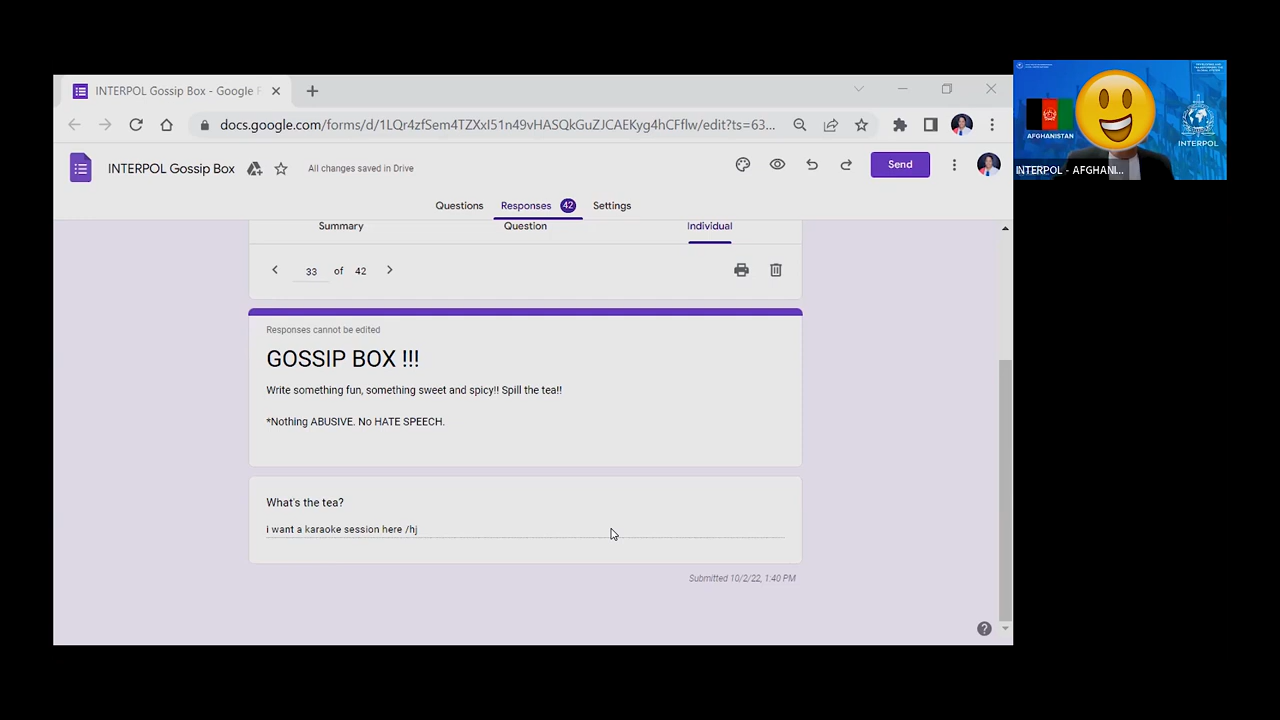 INTERPOL Gossip Box - Google F
docs.google.com/forms/d/1LQr4zfSem4TZXxI51n49vHASQkGuZJCAEKyg4hCFflw/edit?ts=63...
INTERPOL Gossip Box
All changes saved in Drive
Send
Questions
Responses 42
Settings
Summary
Question
Individual
33 of 42
Responses cannot be edited
GOSSIP BOX !!!
Write something fun, something sweet and spicy!! Spill the tea!!
*Nothing ABUSIVE. No HATE SPEECH.
What's the tea?
i want a karaoke session here /hj
Submitted 10/2/22, 1:40 PM
AFGHANISTAN
INTERPOL
INTERPOL - AFGHANI...